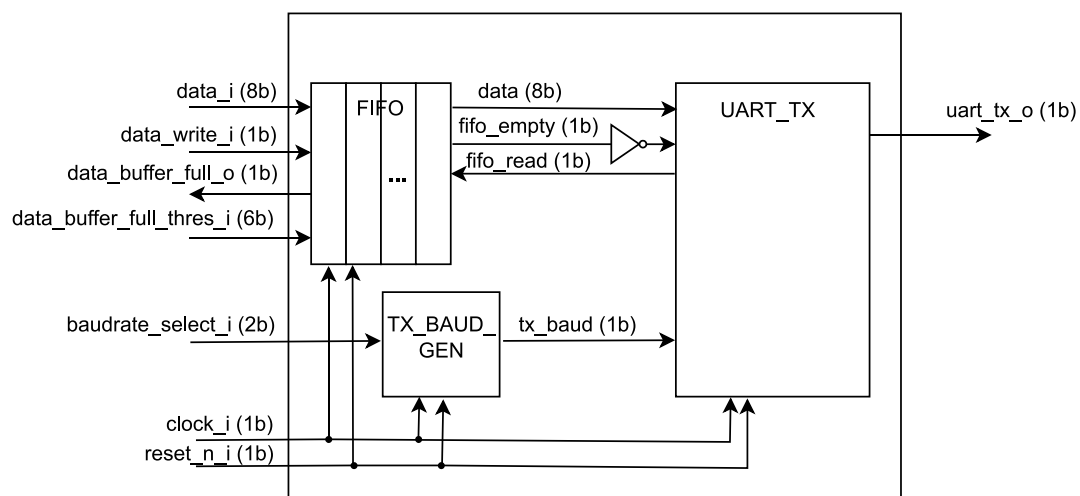 data_i (8b)
FIFO
data (8b)
UART_TX
uart_tx_o (1b)
data_write_i (1b)
fifo_empty (1b)
data_buffer_full_o (1b)
...
fifo_read (1b)
data_buffer_full_thres_i (6b)
baudrate_select_i (2b)
TX_BAUD_
GEN
tx_baud (1b)
clock_i (1b)
reset_n_i (1b)